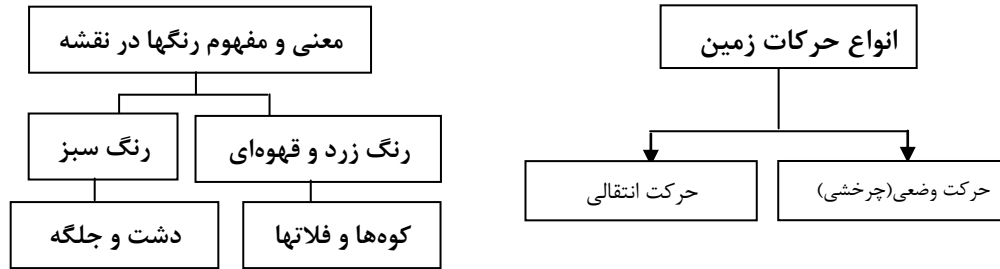 انواع حرکات زمین
حرکت وضعی(چرخشی)
حرکت انتقالی
معنی و مفهوم رنگها در نقشه
رنگ زرد و قهوه‌ای
رنگ سبز
کوه‌ها و فلاتها
دشت و جلگه